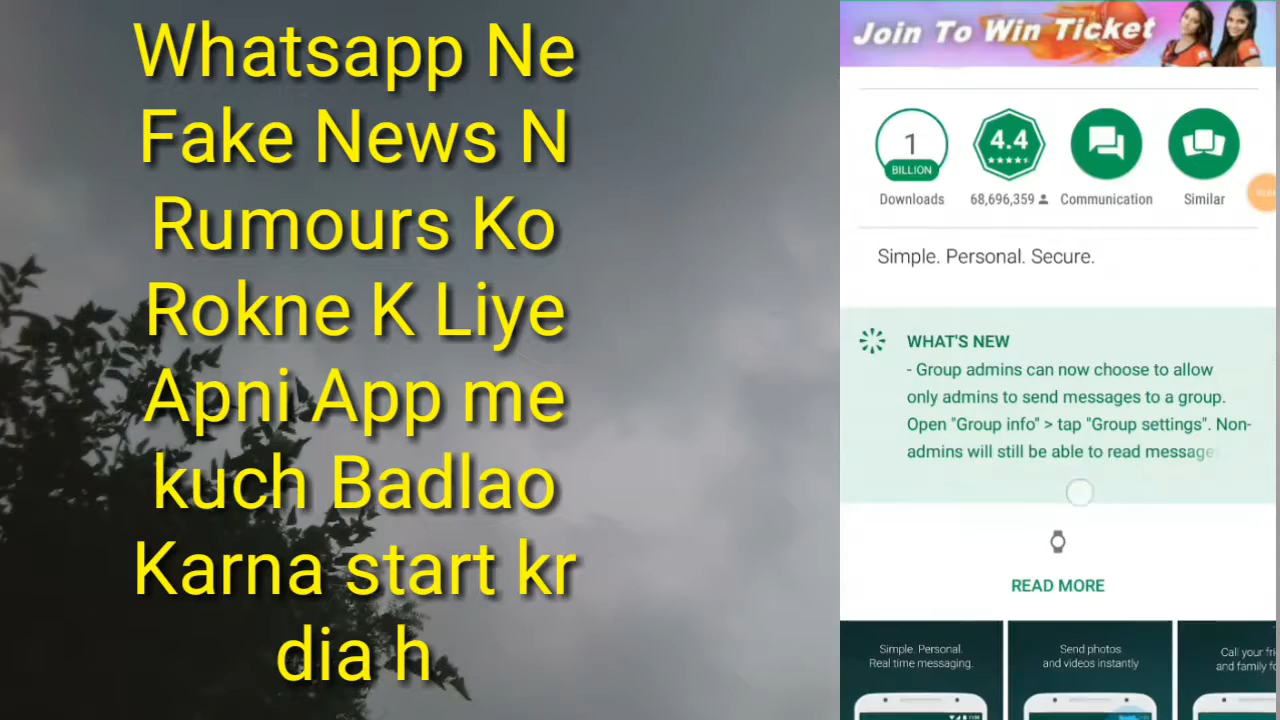 Whatsapp Ne
Fake News N
Rumours Ko
Rokne K Liye
Apni App me
kuch Badlao
Karna start kr
dia h
Join To Win Ticket
1
BILLION
Downloads
4.4
68,696,359
Communication
Similar
Simple. Personal. Secure.
WHAT'S NEW
- Group admins can now choose to allow
only admins to send messages to a group.
Open "Group info" > tap "Group settings". Non-
admins will still be able to read message
READ MORE
Simple. Personal.
Real time messaging.
Send photos
and videos instantly
Call your
and family